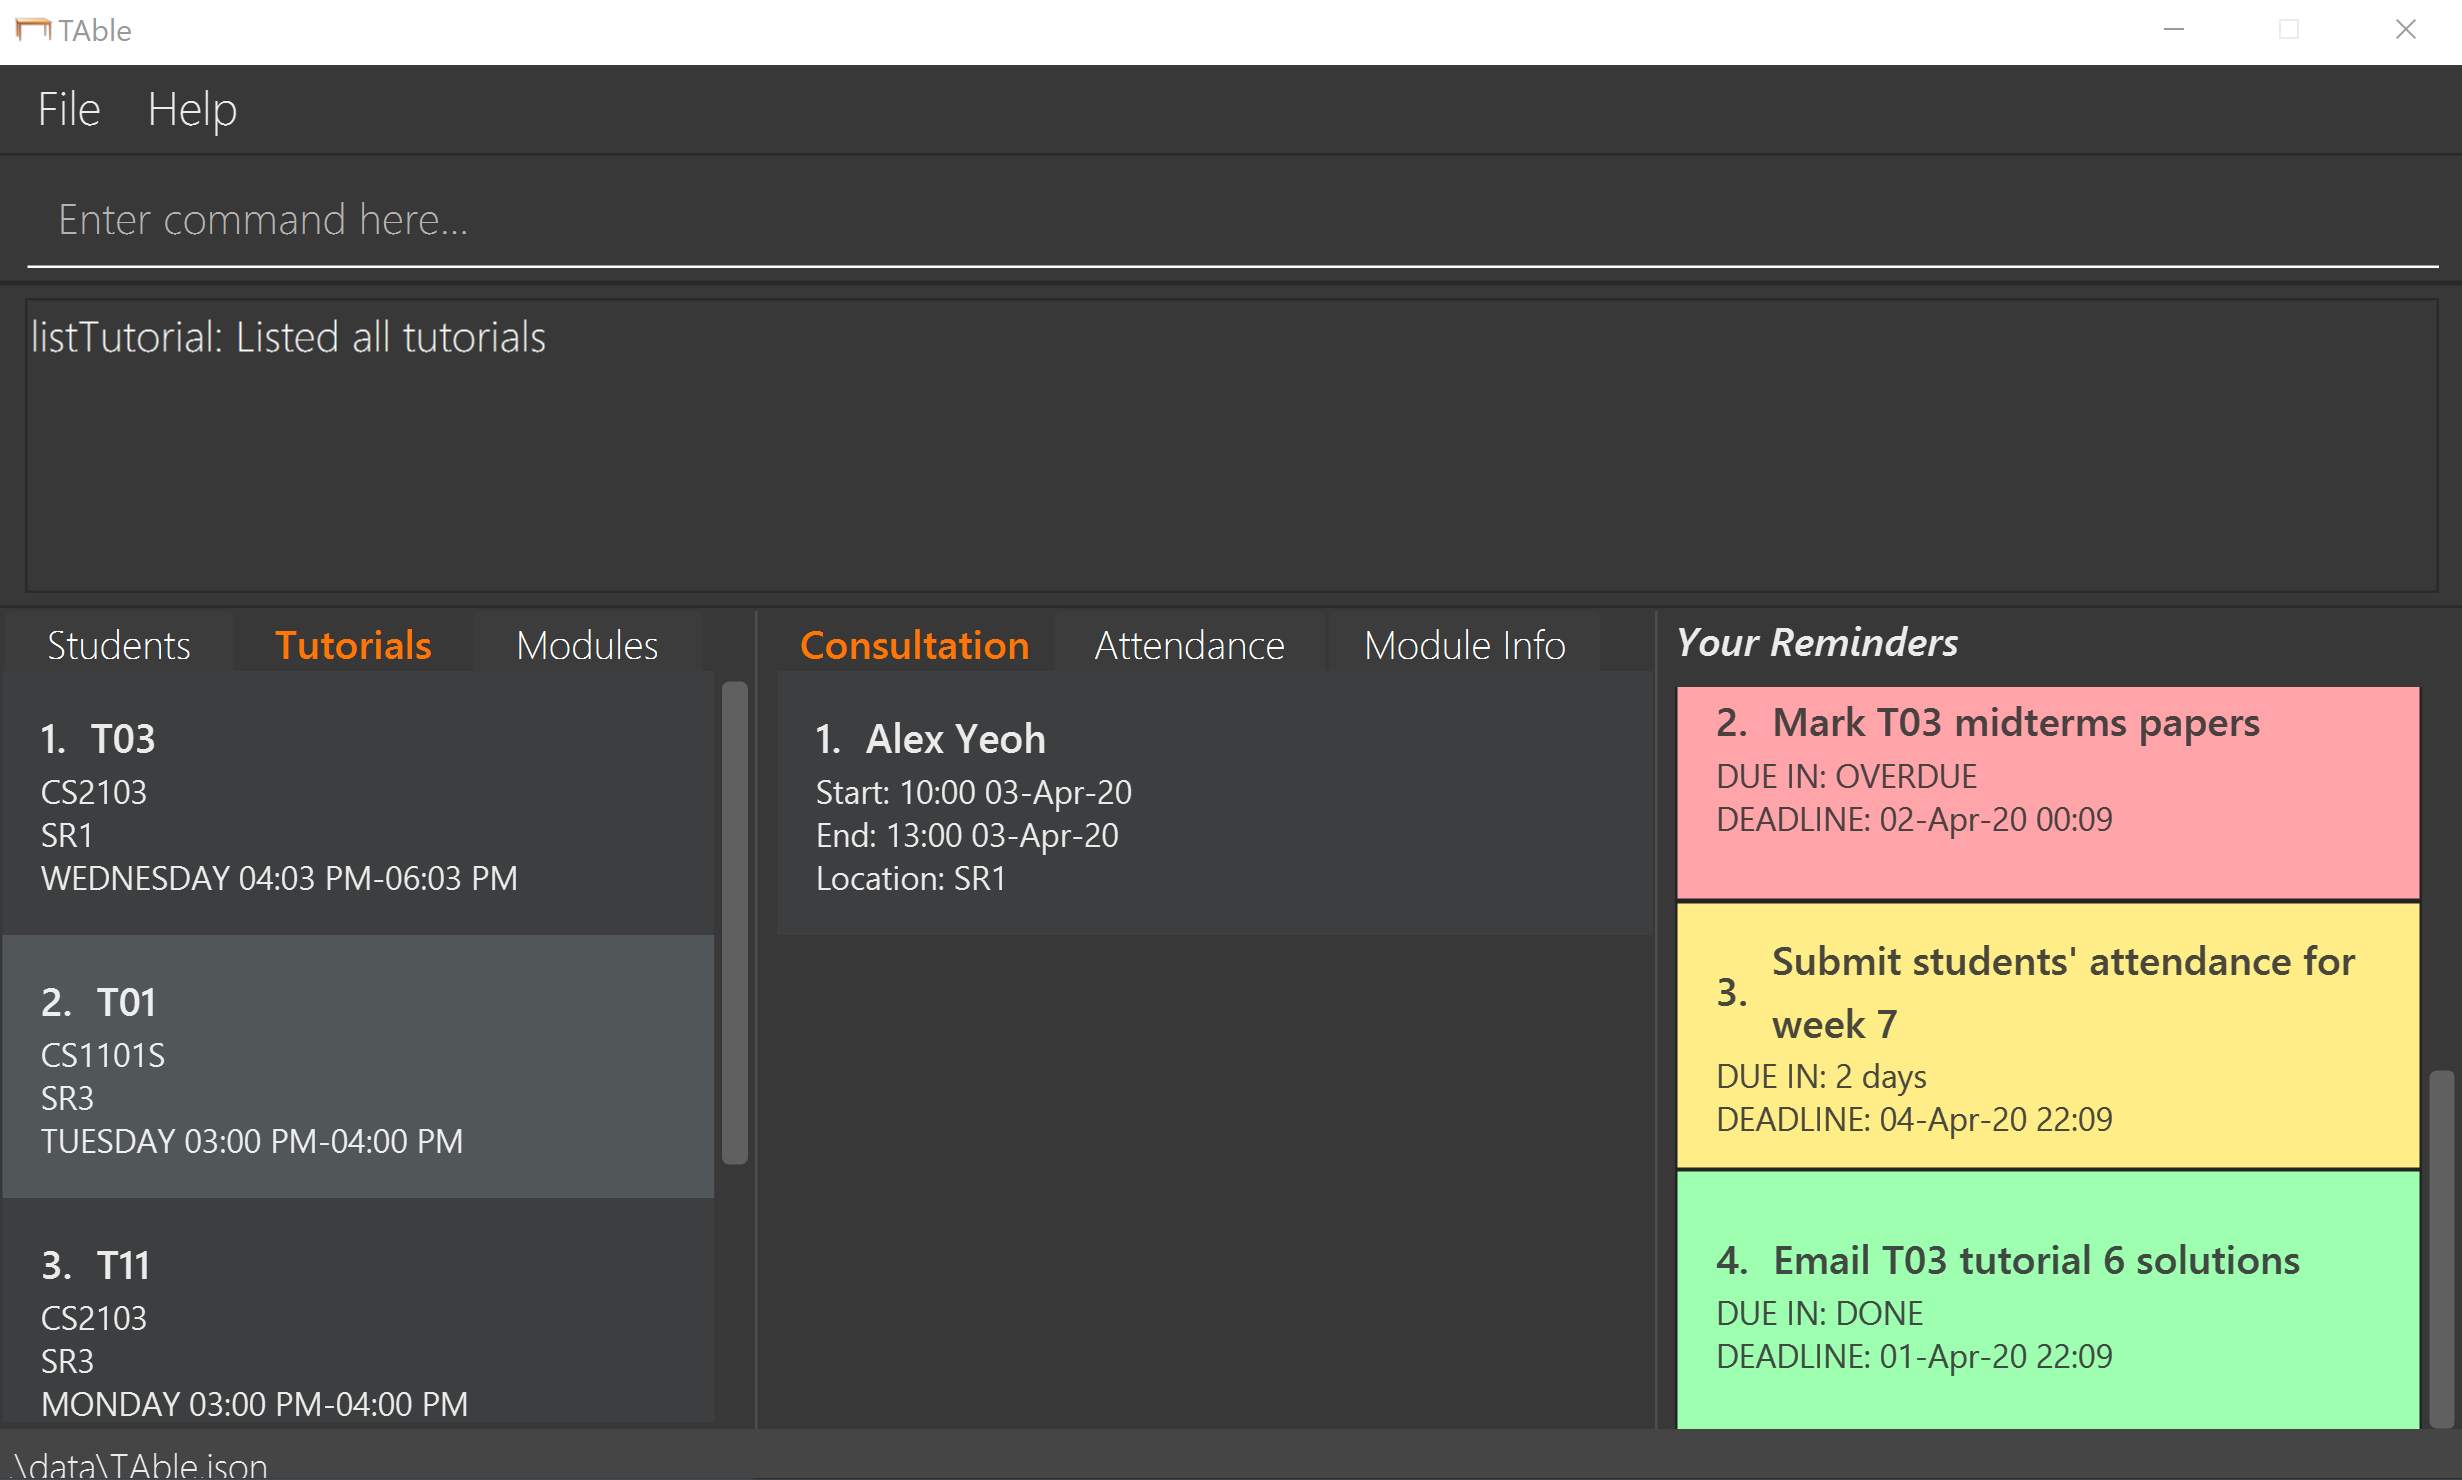 TAble
File Help
Enter command here...
listTutorial: Listed all tutorials
Students Tutorials Modules
1. T03
CS2103
SR1
WEDNESDAY 04:03 PM-06:03 PM
2. T01
CS1101S
SR3
TUESDAY 03:00 PM-04:00 PM
3. T11
CS2103
SR3
MONDAY 03:00 PM-04:00 PM
Consultation Attendance Module Info
1. Alex Yeoh
Start: 10:00 03-Apr-20
End: 13:00 03-Apr-20
Location: SR1
Your Reminders
2. Mark T03 midterms papers
DUE IN: OVERDUE
DEADLINE: 02-Apr-20 00:09
3. Submit students' attendance for
week 7
DUE IN: 2 days
DEADLINE: 04-Apr-20 22:09
4. Email T03 tutorial 6 solutions
DUE IN: DONE
DEADLINE: 01-Apr-20 22:09
.\data\TAble.json